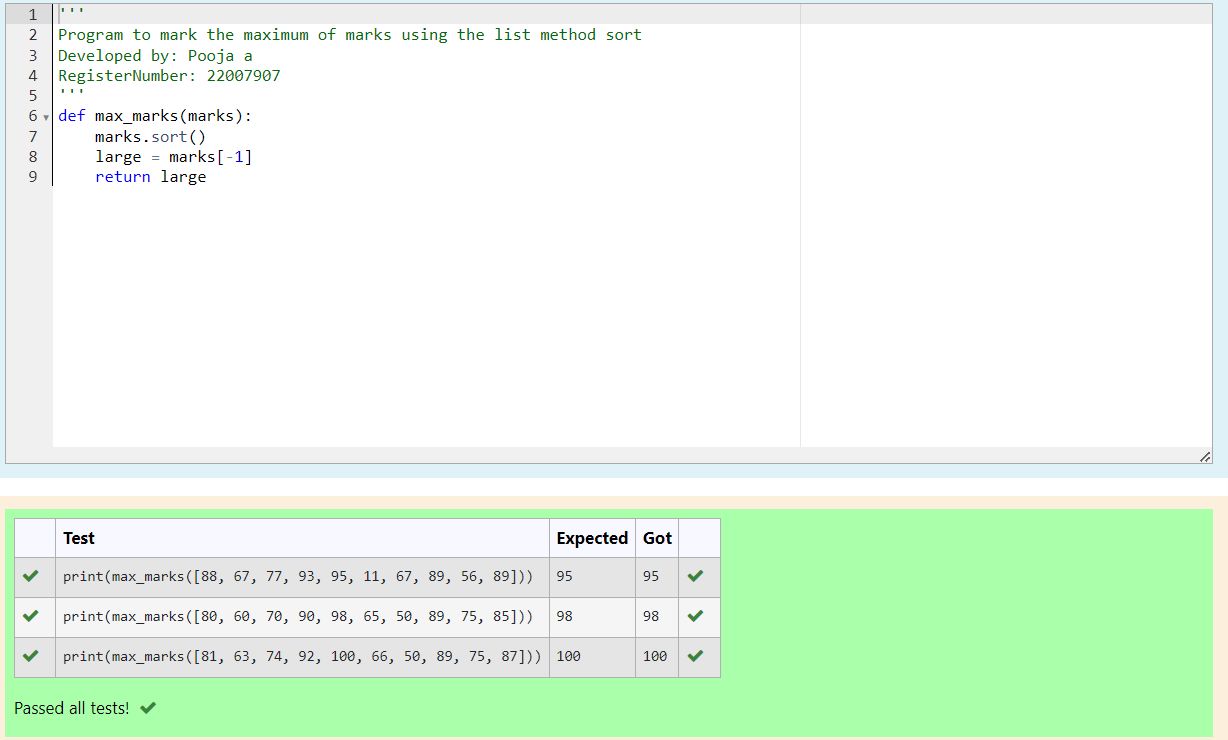 1 '''
2 Program to mark the maximum of marks using the list method sort
3 Developed by: Pooja a
4 RegisterNumber: 22007907
5 '''
6 def max_marks(marks):
7     marks.sort()
8     large = marks[-1]
9     return large
Test Expected Got
print(max_marks([88, 67, 77, 93, 95, 11, 67, 89, 56, 89])) 95 95
print(max_marks([80, 60, 70, 90, 98, 65, 50, 89, 75, 85])) 98 98
print(max_marks([81, 63, 74, 92, 100, 66, 50, 89, 75, 87])) 100 100
Passed all tests!